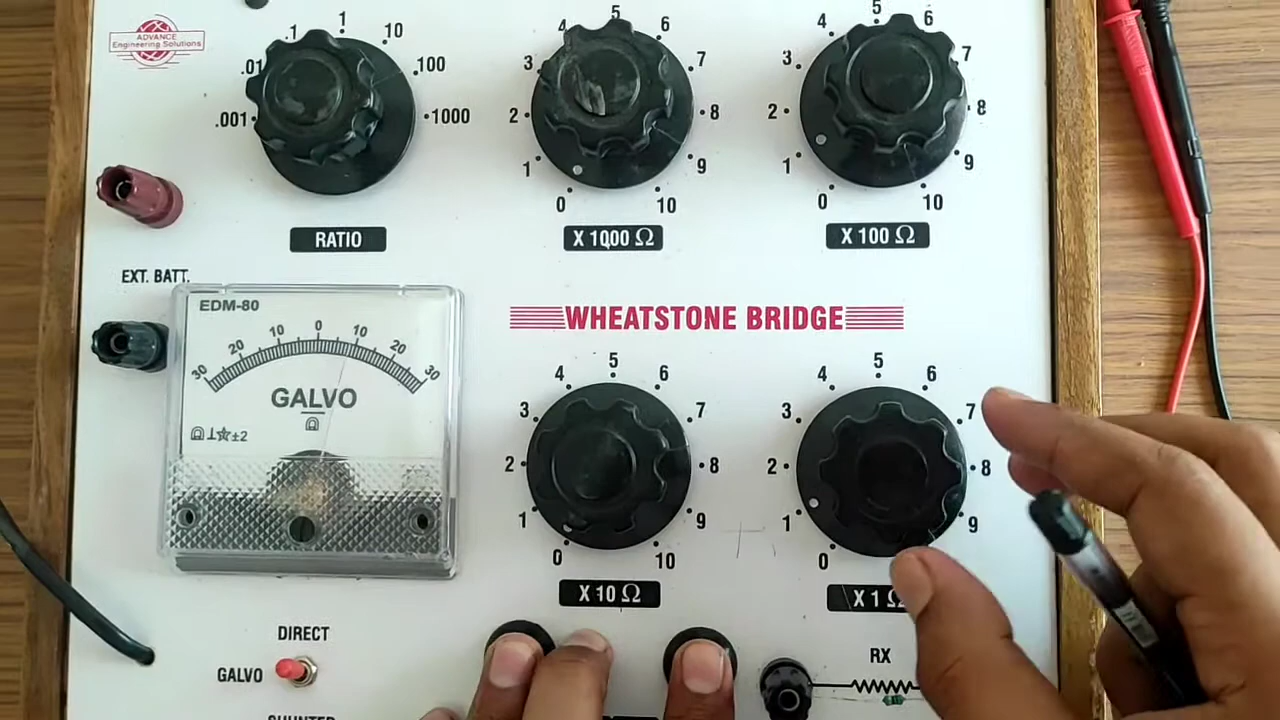 ADVANCE
Engineering Solutions
.001 .01 .1 1 10 100 1000
RATIO
0 1 2 3 4 5 6 7 8 9 10
X 1000 Ω
0 1 2 3 4 5 6 7 8 9 10
X 100 Ω
EXT. BATT.
WHEATSTONE BRIDGE
EDM-80
30 20 10 0 10 20 30
GALVO
±2
0 1 2 3 4 5 6 7 8 9 10
X 10 Ω
0 1 2 3 4 5 6 7 8 9
X 1 Ω
DIRECT
GALVO
SHUNTED
RX